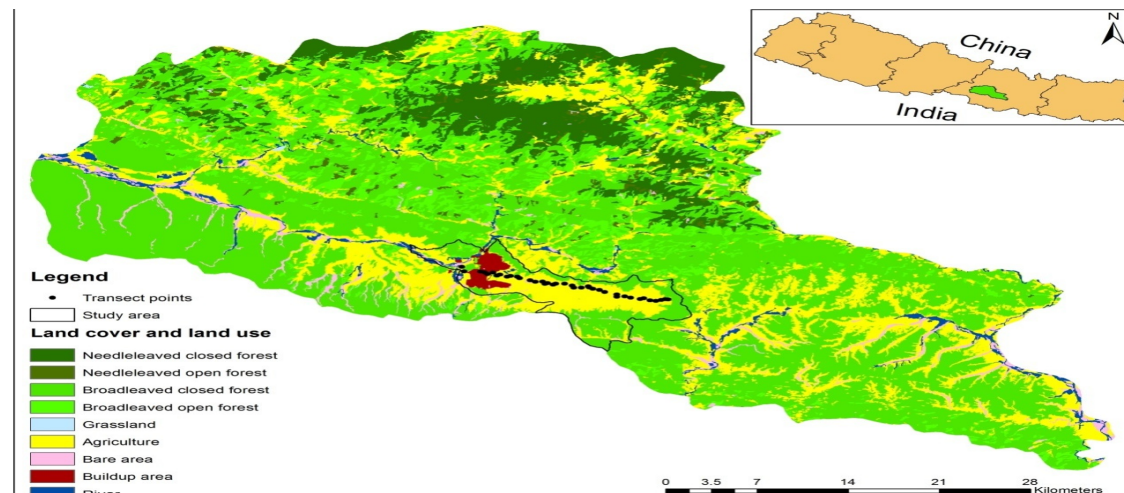 N
China
India
Legend
Transect points
Study area
Land cover and land use
Needleleaved closed forest
Needleleaved open forest
Broadleaved closed forest
Broadleaved open forest
Grassland
Agriculture
Bare area
Buildup area
River
0 3.5 7 14 21 28
Kilometers